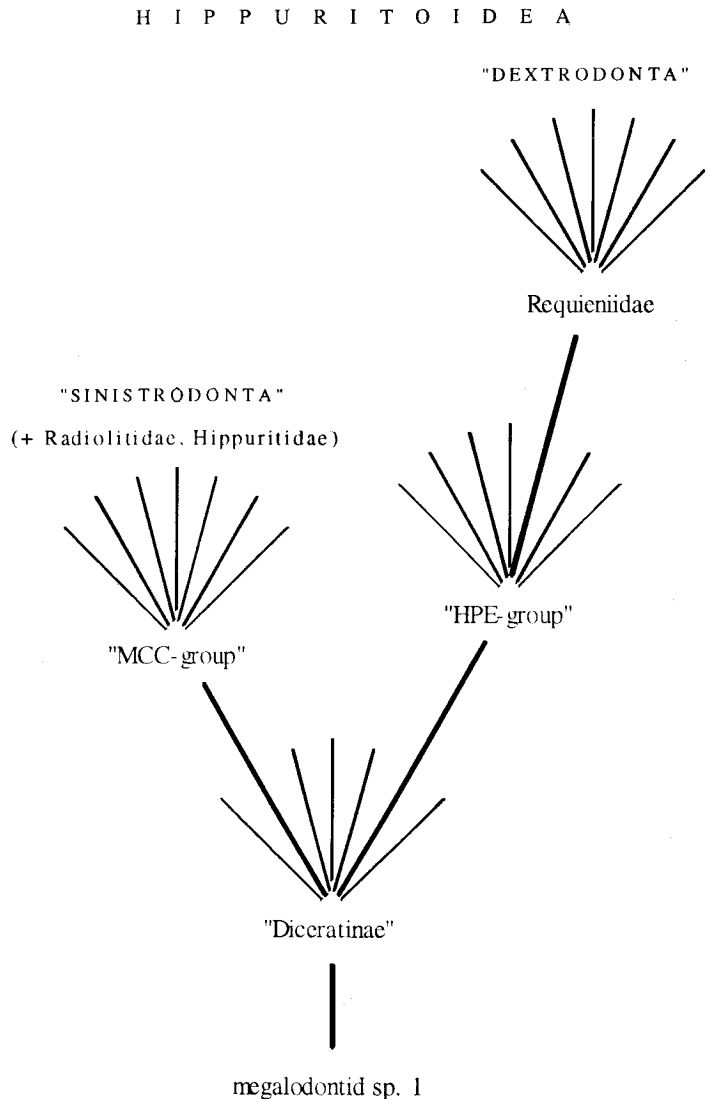 H I P P U R I T O I D E A
"DEXTRODONTA"
Requieniidae
"SINISTRODONTA"
(+ Radiolitidae, Hippuritidae)
"HPE-group"
"MCC-group"
"Diceratinae"
megalodontid sp. 1